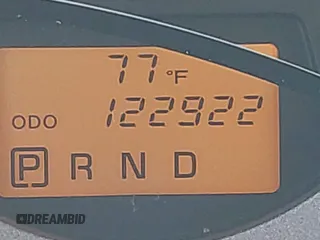 77°F
ODO 122922
P R N D
DREAMBID